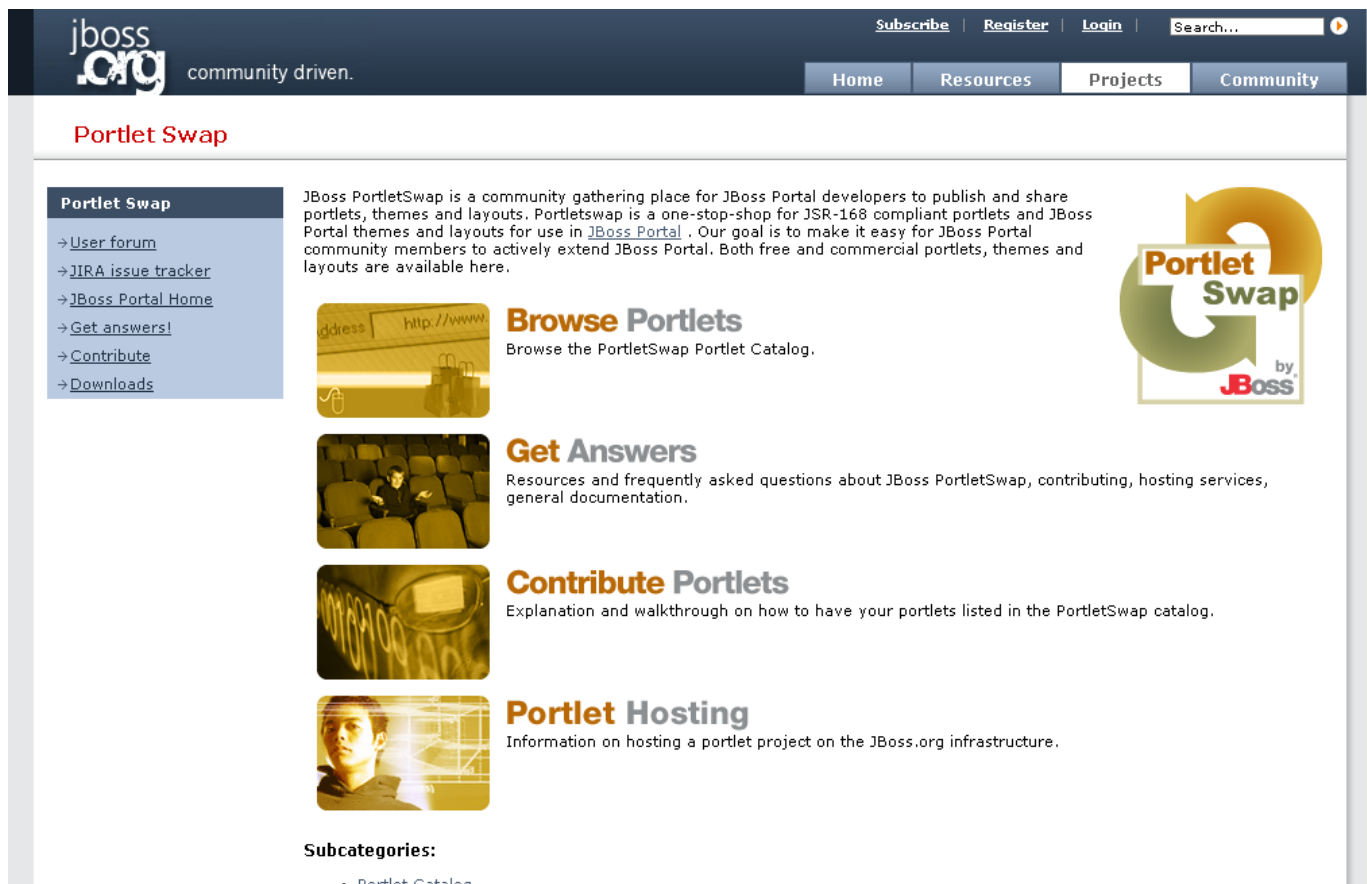 jboss
.org
community driven.
Subscribe | Register | Login |
Search...
Home
Resources
Projects
Community
Portlet Swap
Portlet Swap
→User forum
→JIRA issue tracker
→JBoss Portal Home
→Get answers!
→Contribute
→Downloads
JBoss PortletSwap is a community gathering place for JBoss Portal developers to publish and share
portlets, themes and layouts. Portletswap is a one-stop-shop for JSR-168 compliant portlets and JBoss
Portal themes and layouts for use in JBoss Portal . Our goal is to make it easy for JBoss Portal
community members to actively extend JBoss Portal. Both free and commercial portlets, themes and
layouts are available here.
Portlet
Swap
by
JBoss®
address http://www.
Browse Portlets
Browse the PortletSwap Portlet Catalog.
Get Answers
Resources and frequently asked questions about JBoss PortletSwap, contributing, hosting services,
general documentation.
Contribute Portlets
Explanation and walkthrough on how to have your portlets listed in the PortletSwap catalog.
Portlet Hosting
Information on hosting a portlet project on the JBoss.org infrastructure.
Subcategories:
• Portlet Catalog